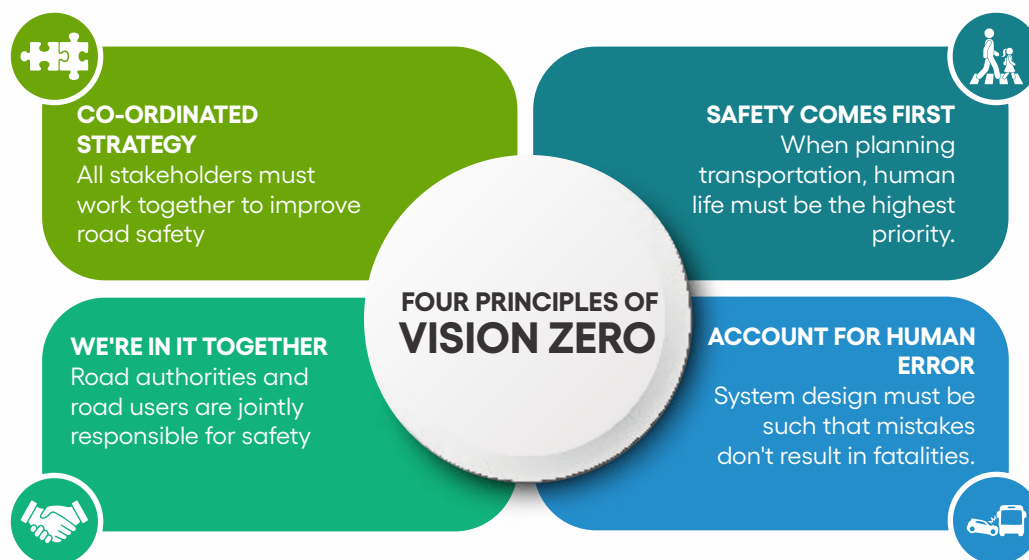 CO-ORDINATED
STRATEGY
All stakeholders must
work together to improve
road safety
SAFETY COMES FIRST
When planning
transportation, human
life must be the highest
priority.
FOUR PRINCIPLES OF
VISION ZERO
WE'RE IN IT TOGETHER
Road authorities and
road users are jointly
responsible for safety
ACCOUNT FOR HUMAN
ERROR
System design must be
such that mistakes
don't result in fatalities.